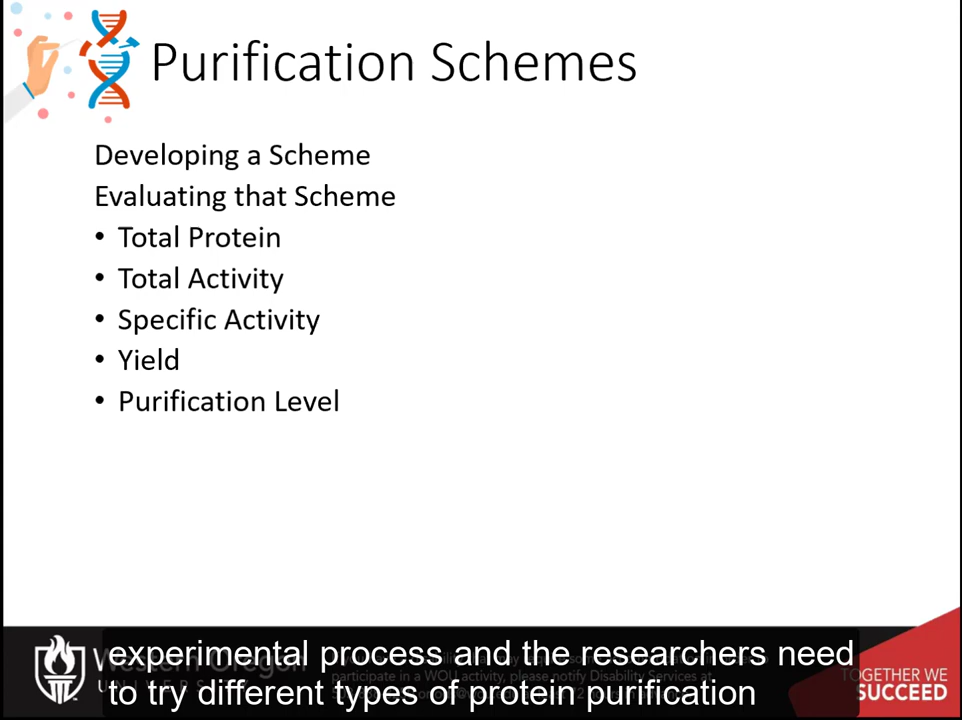 Purification Schemes
Developing a Scheme
Evaluating that Scheme
• Total Protein
• Total Activity
• Specific Activity
• Yield
• Purification Level
experimental process and the researchers need
to try different types of protein purification
participate in a WOU activity, please notify Disability Services at
TOGETHER WE
SUCCEED